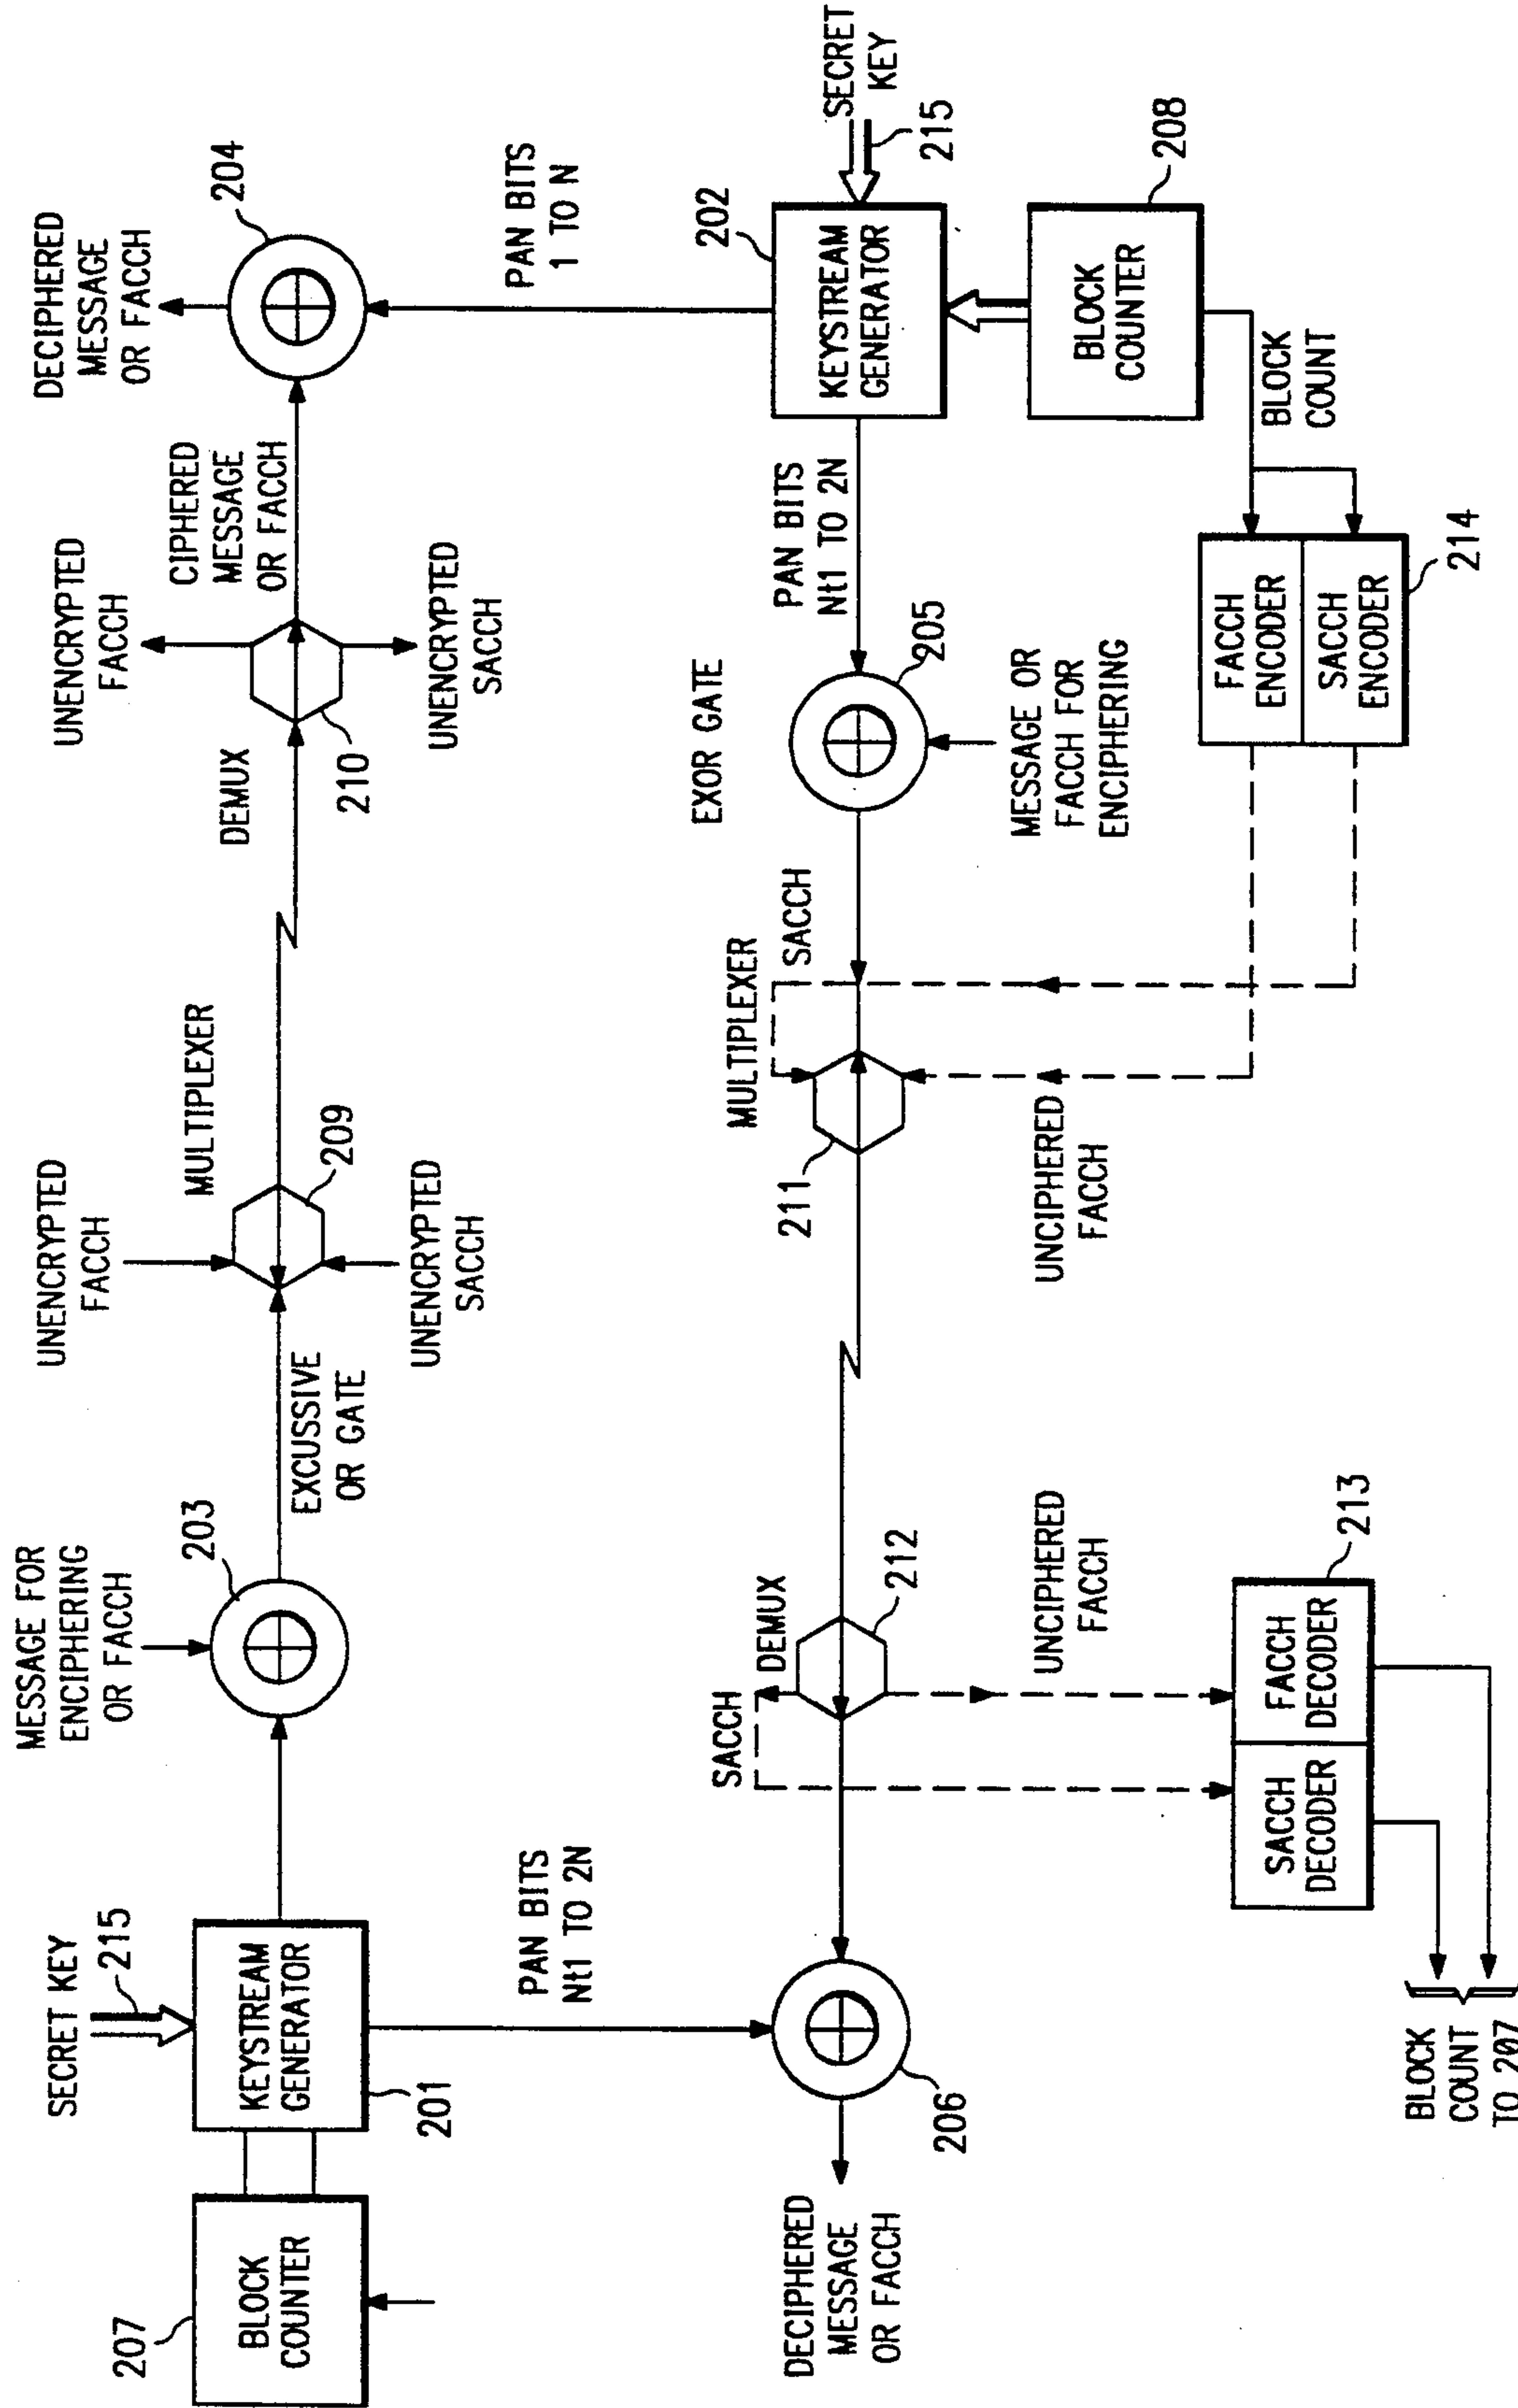 207
BLOCK
COUNTER
SECRET KEY
215
KEYSTREAM
GENERATOR
201
MESSAGE FOR
ENCIPHERING
OR FACCH
203
EXCUSSIVE
OR GATE
UNENCRYPTED
FACCH
MULTIPLEXER
209
UNENCRYPTED
SACCH
DEMUX
210
UNENCRYPTED
FACCH
UNENCRYPTED
SACCH
CIPHERED
MESSAGE
OR FACCH
DECIPHERED
MESSAGE
OR FACCH
204
PAN BITS
1 TO N
PAN BITS
Nt1 TO 2N
DECIPHERED
MESSAGE
OR FACCH
206
SACCH
DEMUX
212
UNCIPHERED
FACCH
SACCH
DECODER
FACCH
DECODER
213
BLOCK
COUNT
TO 207
MULTIPLEXER
SACCH
211
UNCIPHERED
FACCH
EXOR GATE
205
MESSAGE OR
FACCH FOR
ENCIPHERING
PAN BITS
Nt1 TO 2N
202
KEYSTREAM
GENERATOR
SECRET
KEY
215
BLOCK
COUNTER
208
BLOCK
COUNT
FACCH
ENCODER
SACCH
ENCODER
214